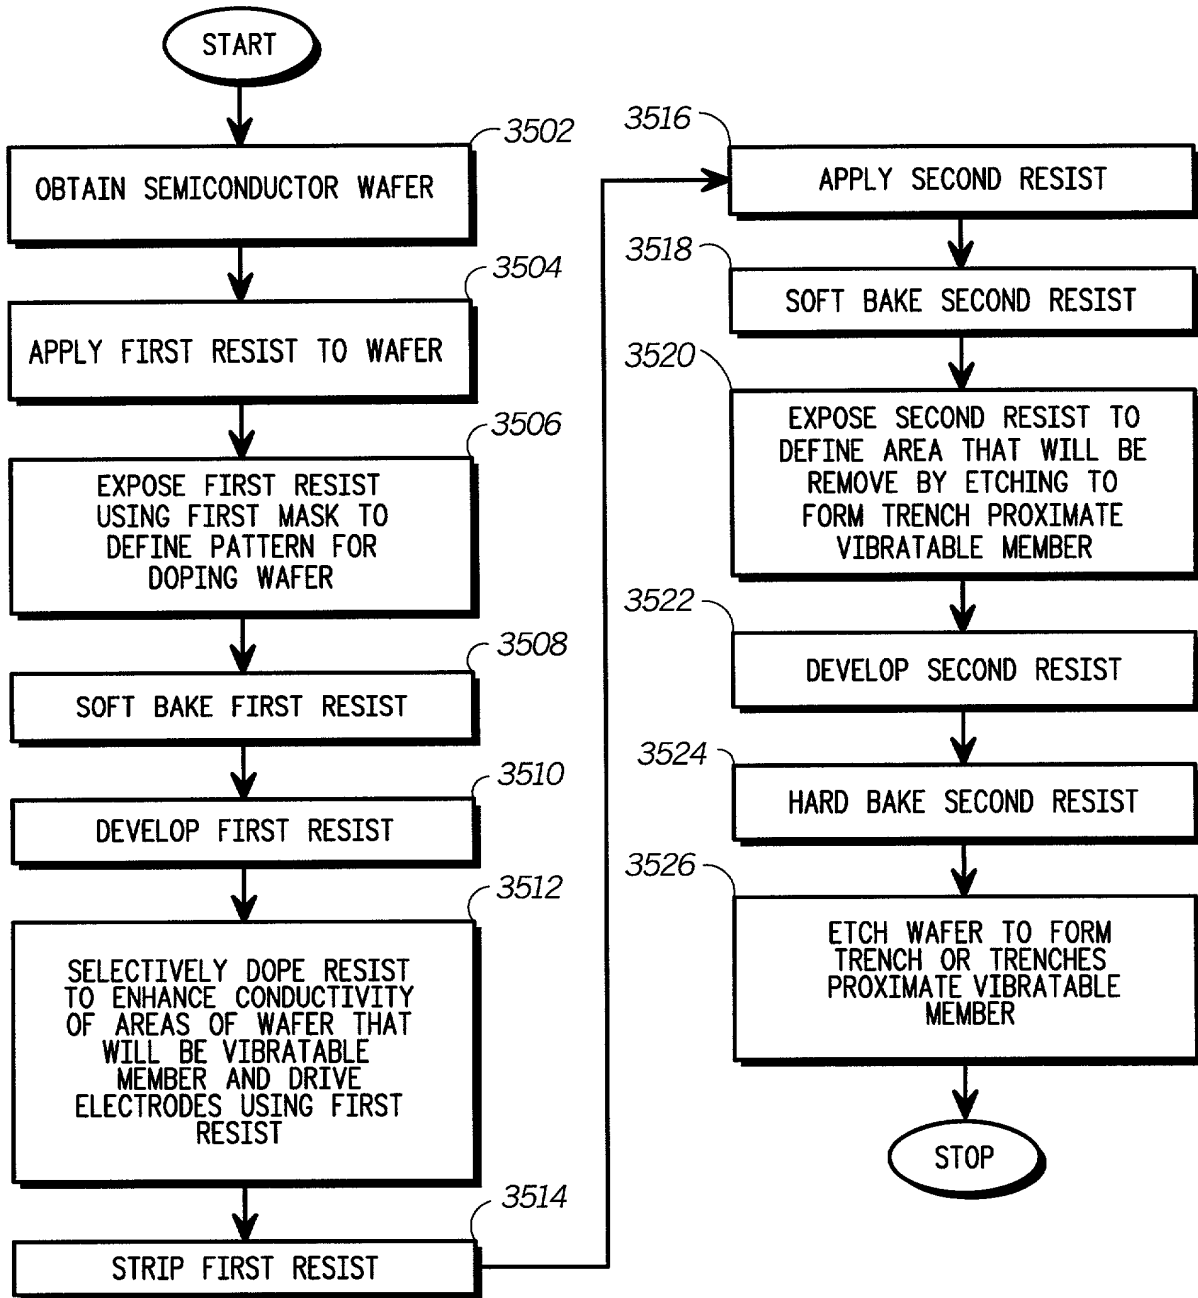 START
3502
OBTAIN SEMICONDUCTOR WAFER
3504
APPLY FIRST RESIST TO WAFER
3506
EXPOSE FIRST RESIST
USING FIRST MASK TO
DEFINE PATTERN FOR
DOPING WAFER
3508
SOFT BAKE FIRST RESIST
3510
DEVELOP FIRST RESIST
3512
SELECTIVELY DOPE RESIST
TO ENHANCE CONDUCTIVITY
OF AREAS OF WAFER THAT
WILL BE VIBRATABLE
MEMBER AND DRIVE
ELECTRODES USING FIRST
RESIST
3514
STRIP FIRST RESIST
3516
APPLY SECOND RESIST
3518
SOFT BAKE SECOND RESIST
3520
EXPOSE SECOND RESIST TO
DEFINE AREA THAT WILL BE
REMOVE BY ETCHING TO
FORM TRENCH PROXIMATE
VIBRATABLE MEMBER
3522
DEVELOP SECOND RESIST
3524
HARD BAKE SECOND RESIST
3526
ETCH WAFER TO FORM
TRENCH OR TRENCHES
PROXIMATE VIBRATABLE
MEMBER
STOP